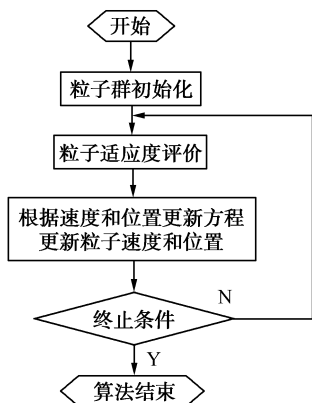 开始
粒子群初始化
粒子适应度评价
根据速度和位置更新方程
更新粒子速度和位置
终止条件
N
Y
算法结束